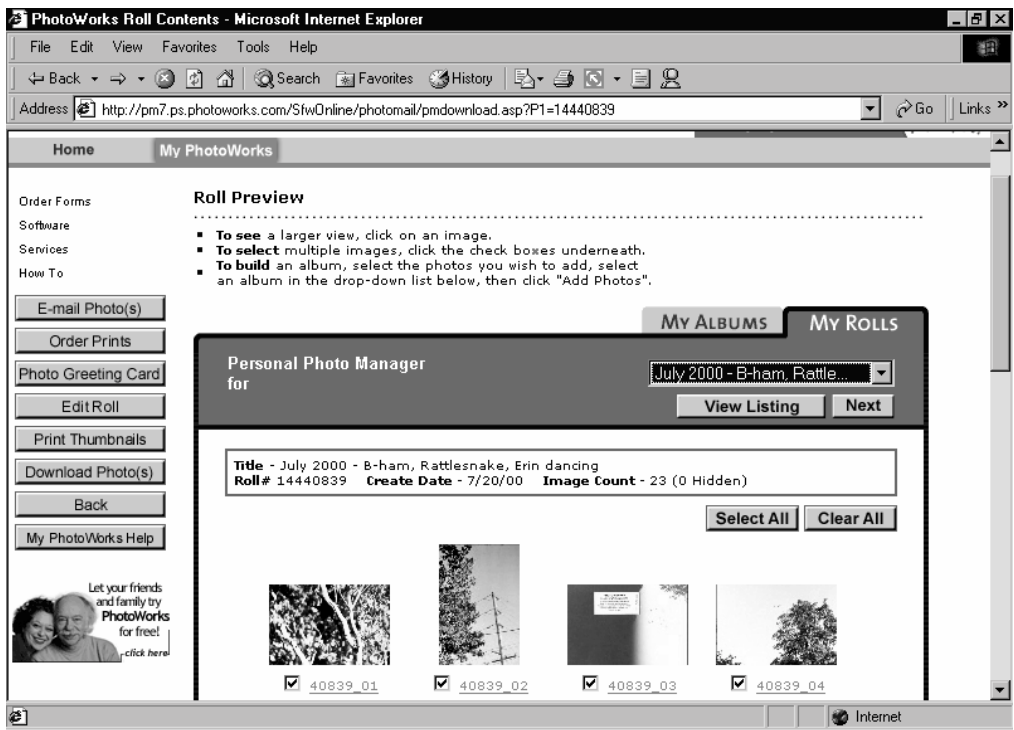 PhotoWorks Roll Contents - Microsoft Internet Explorer
File Edit View Favorites Tools Help
Back Search Favorites History
Address http://pm7.ps.photoworks.com/SfwOnline/photomail/pmdownload.asp?P1=14440839 Go Links »
Home My PhotoWorks
Order Forms
Software
Services
How To
E-mail Photo(s)
Order Prints
Photo Greeting Card
Edit Roll
Print Thumbnails
Download Photo(s)
Back
My PhotoWorks Help
Let your friends
and family try
PhotoWorks
for free!
click here
Roll Preview
To see a larger view, click on an image.
To select multiple images, click the check boxes underneath.
To build an album, select the photos you wish to add, select
an album in the drop-down list below, then click "Add Photos".
My Albums My Rolls
Personal Photo Manager
for
July 2000 - B-ham, Rattle...
View Listing Next
Title - July 2000 - B-ham, Rattlesnake, Erin dancing
Roll# 14440839 Create Date - 7/20/00 Image Count - 23 (0 Hidden)
Select All Clear All
40839_01 40839_02 40839_03 40839_04
Internet